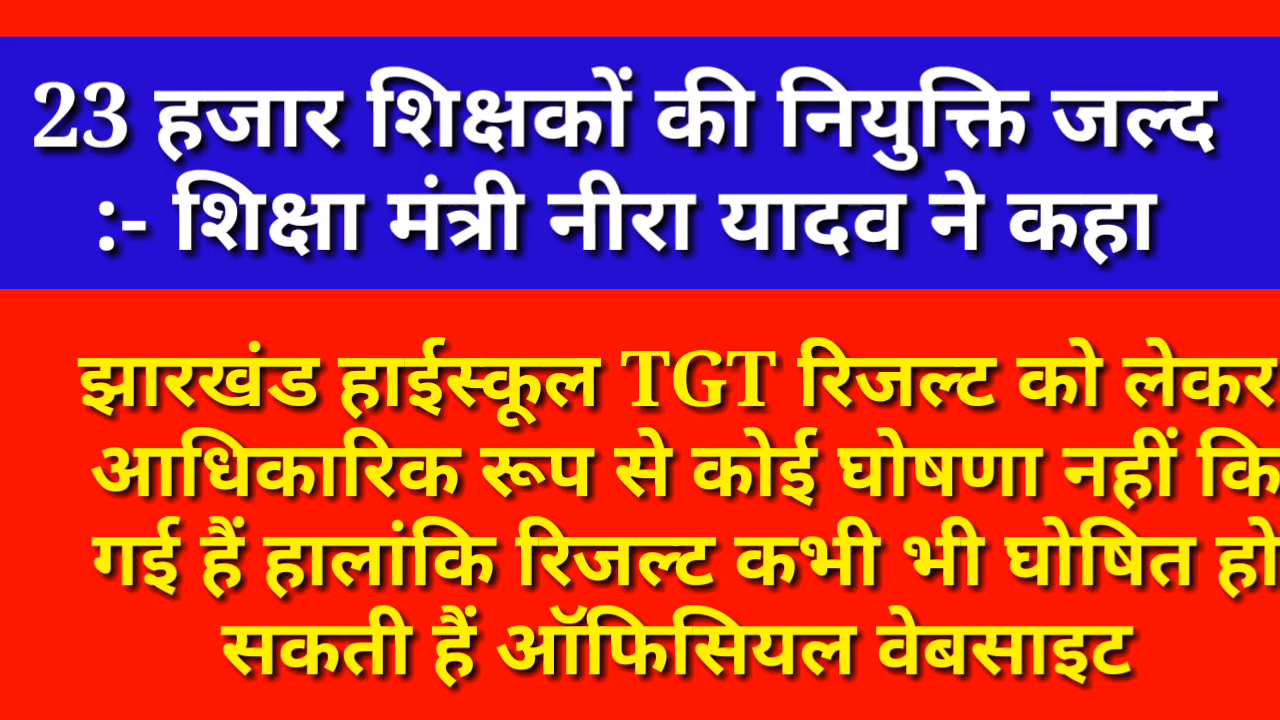 23 हजार शिक्षकों की नियुक्ति जल्द
:- शिक्षा मंत्री नीरा यादव ने कहा
झारखंड हाईस्कूल TGT रिजल्ट को लेकर
आधिकारिक रूप से कोई घोषणा नहीं कि
गई हैं हालांकि रिजल्ट कभी भी घोषित हो
सकती हैं ऑफिसियल वेबसाइट